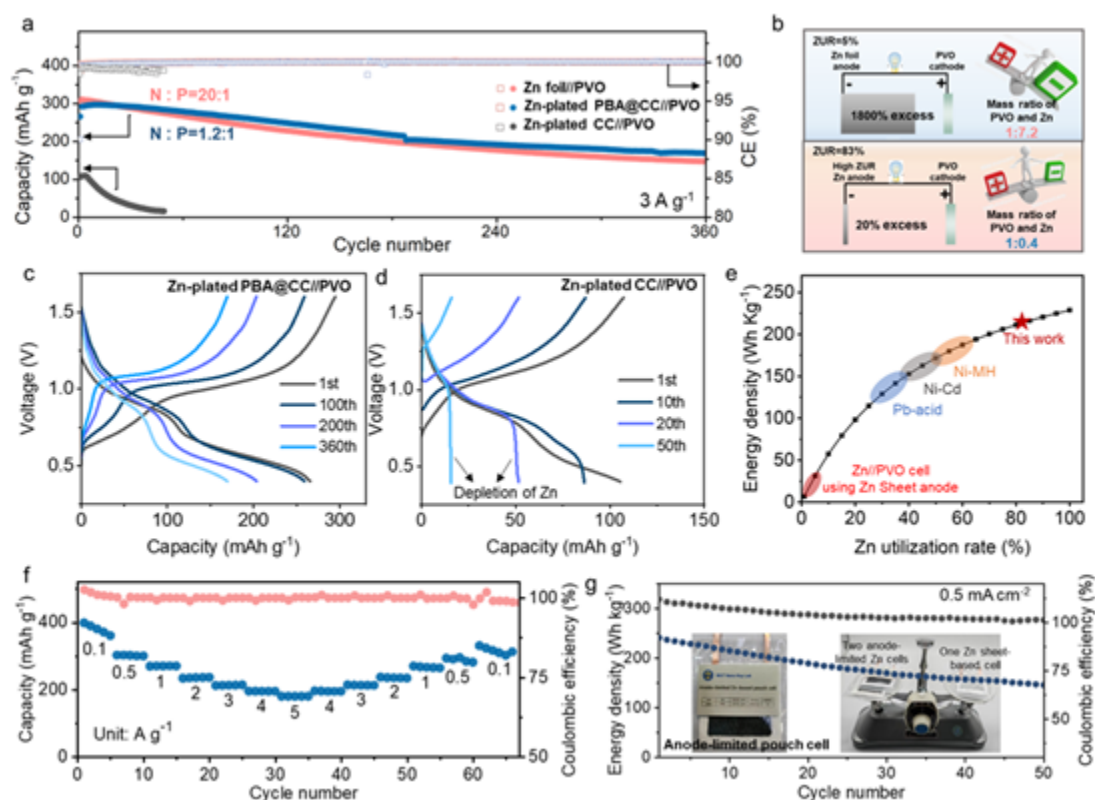 a
Capacity (mAh g⁻¹)
400
300
200
100
0
N : P=20:1
N : P=1.2:1
Zn foil//PVO
Zn-plated PBA@CC//PVO
Zn-plated CC//PVO
3 A g⁻¹
0
120
240
360
Cycle number
100
95
90
85
80
CE (%)
b
ZUR=5%
Zn foil
anode
PVO
cathode
-
+
1800% excess
Mass ratio of
PVO and Zn
1:7.2
ZUR=83%
High ZUR
Zn anode
PVO
cathode
-
+
20% excess
Mass ratio of
PVO and Zn
1:0.4
c
Zn-plated PBA@CC//PVO
Voltage (V)
1.5
1.0
0.5
1st
100th
200th
360th
0
100
200
300
Capacity (mAh g⁻¹)
d
Zn-plated CC//PVO
Voltage (V)
1.5
1.0
0.5
1st
10th
20th
50th
Depletion of Zn
0
50
100
150
Capacity (mAh g⁻¹)
e
Energy density (Wh Kg⁻¹)
250
200
150
100
50
0
This work
Ni-MH
Ni-Cd
Pb-acid
Zn//PVO cell
using Zn Sheet anode
0
20
40
60
80
100
Zn utilization rate (%)
f
Capacity (mAh g⁻¹)
400
200
0
0.1
0.5
1
2
3
4
5
4
3
2
1
0.5
0.1
Unit: A g⁻¹
0
10
20
30
40
50
60
Cycle number
100
75
50
Coulombic efficiency (%)
g
Energy density (Wh kg⁻¹)
300
200
100
0
0.5 mA cm⁻²
Two anode-
limited Zn cells
One Zn sheet-
based cell
Anode-limited pouch cell
10
20
30
40
50
Cycle number
100
75
50
Coulombic efficiency (%)